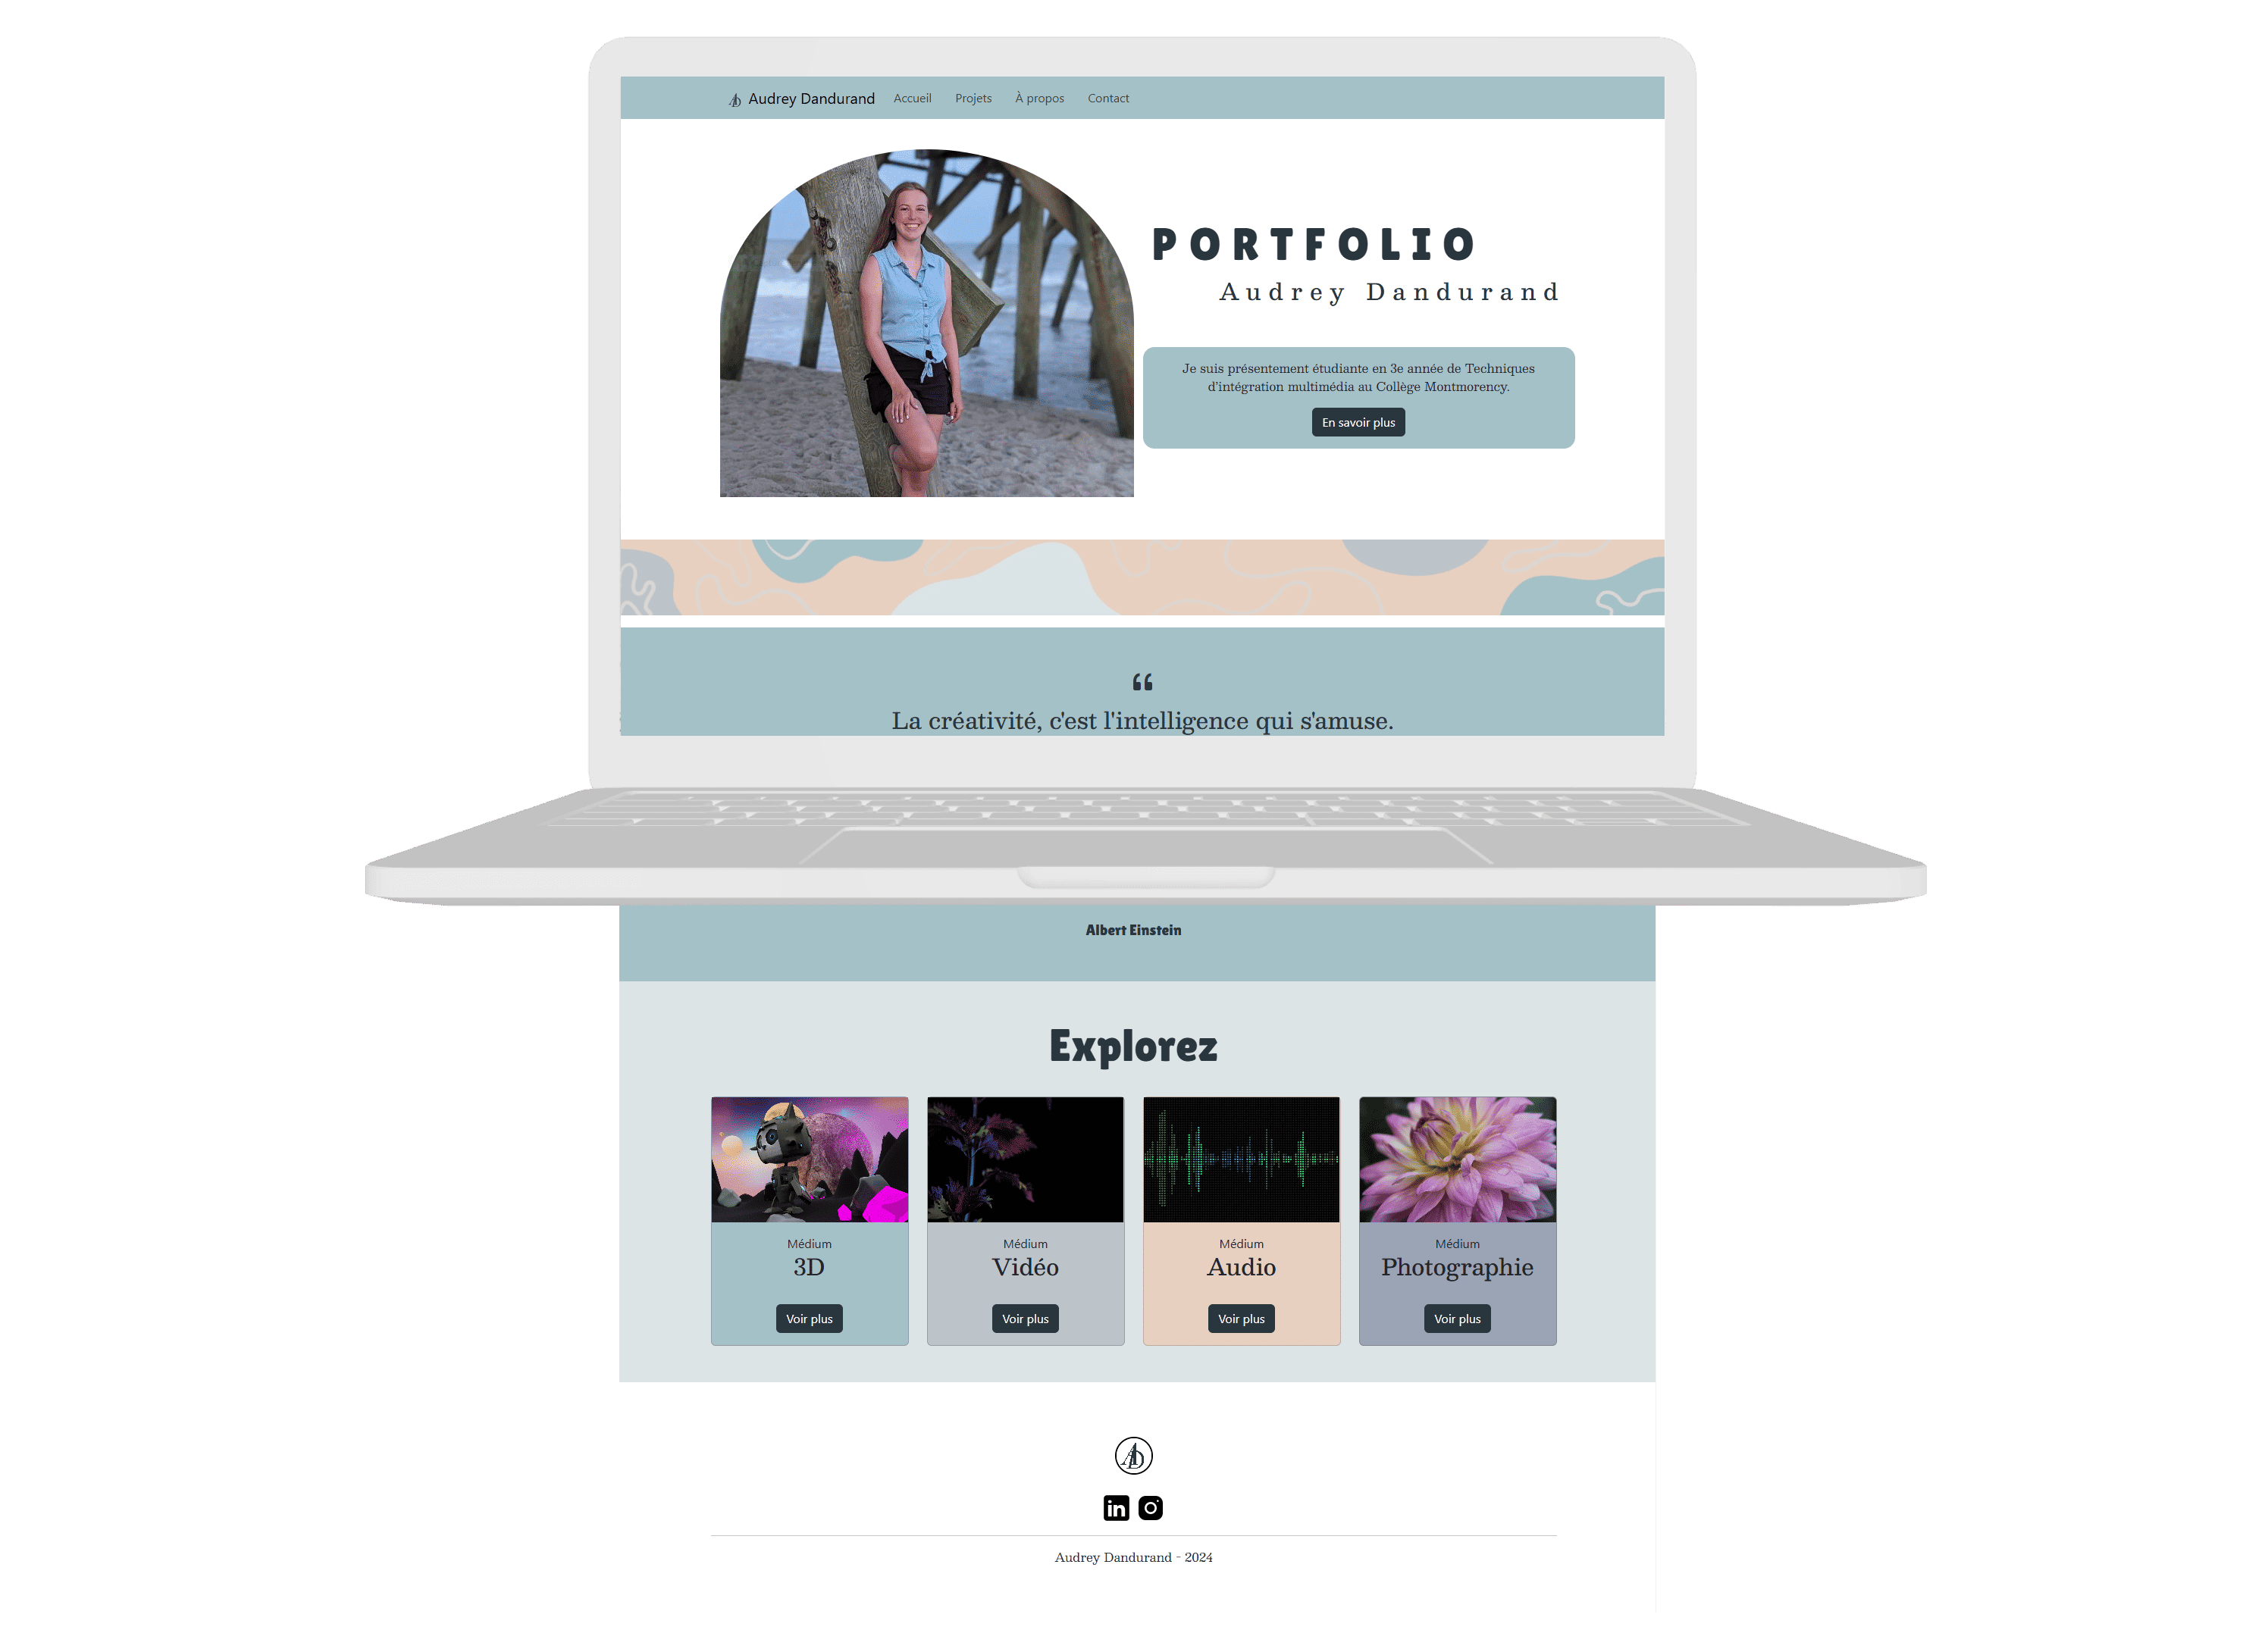 Audrey Dandurand Accueil Projets À propos Contact
PORTFOLIO
Audrey Dandurand
Je suis présentement étudiante en 3e année de Techniques
d'intégration multimédia au Collège Montmorency.
En savoir plus
“
La créativité, c'est l'intelligence qui s'amuse.
Albert Einstein
Explorez
Médium
3D
Voir plus
Médium
Vidéo
Voir plus
Médium
Audio
Voir plus
Médium
Photographie
Voir plus
AD
in
Audrey Dandurand - 2024